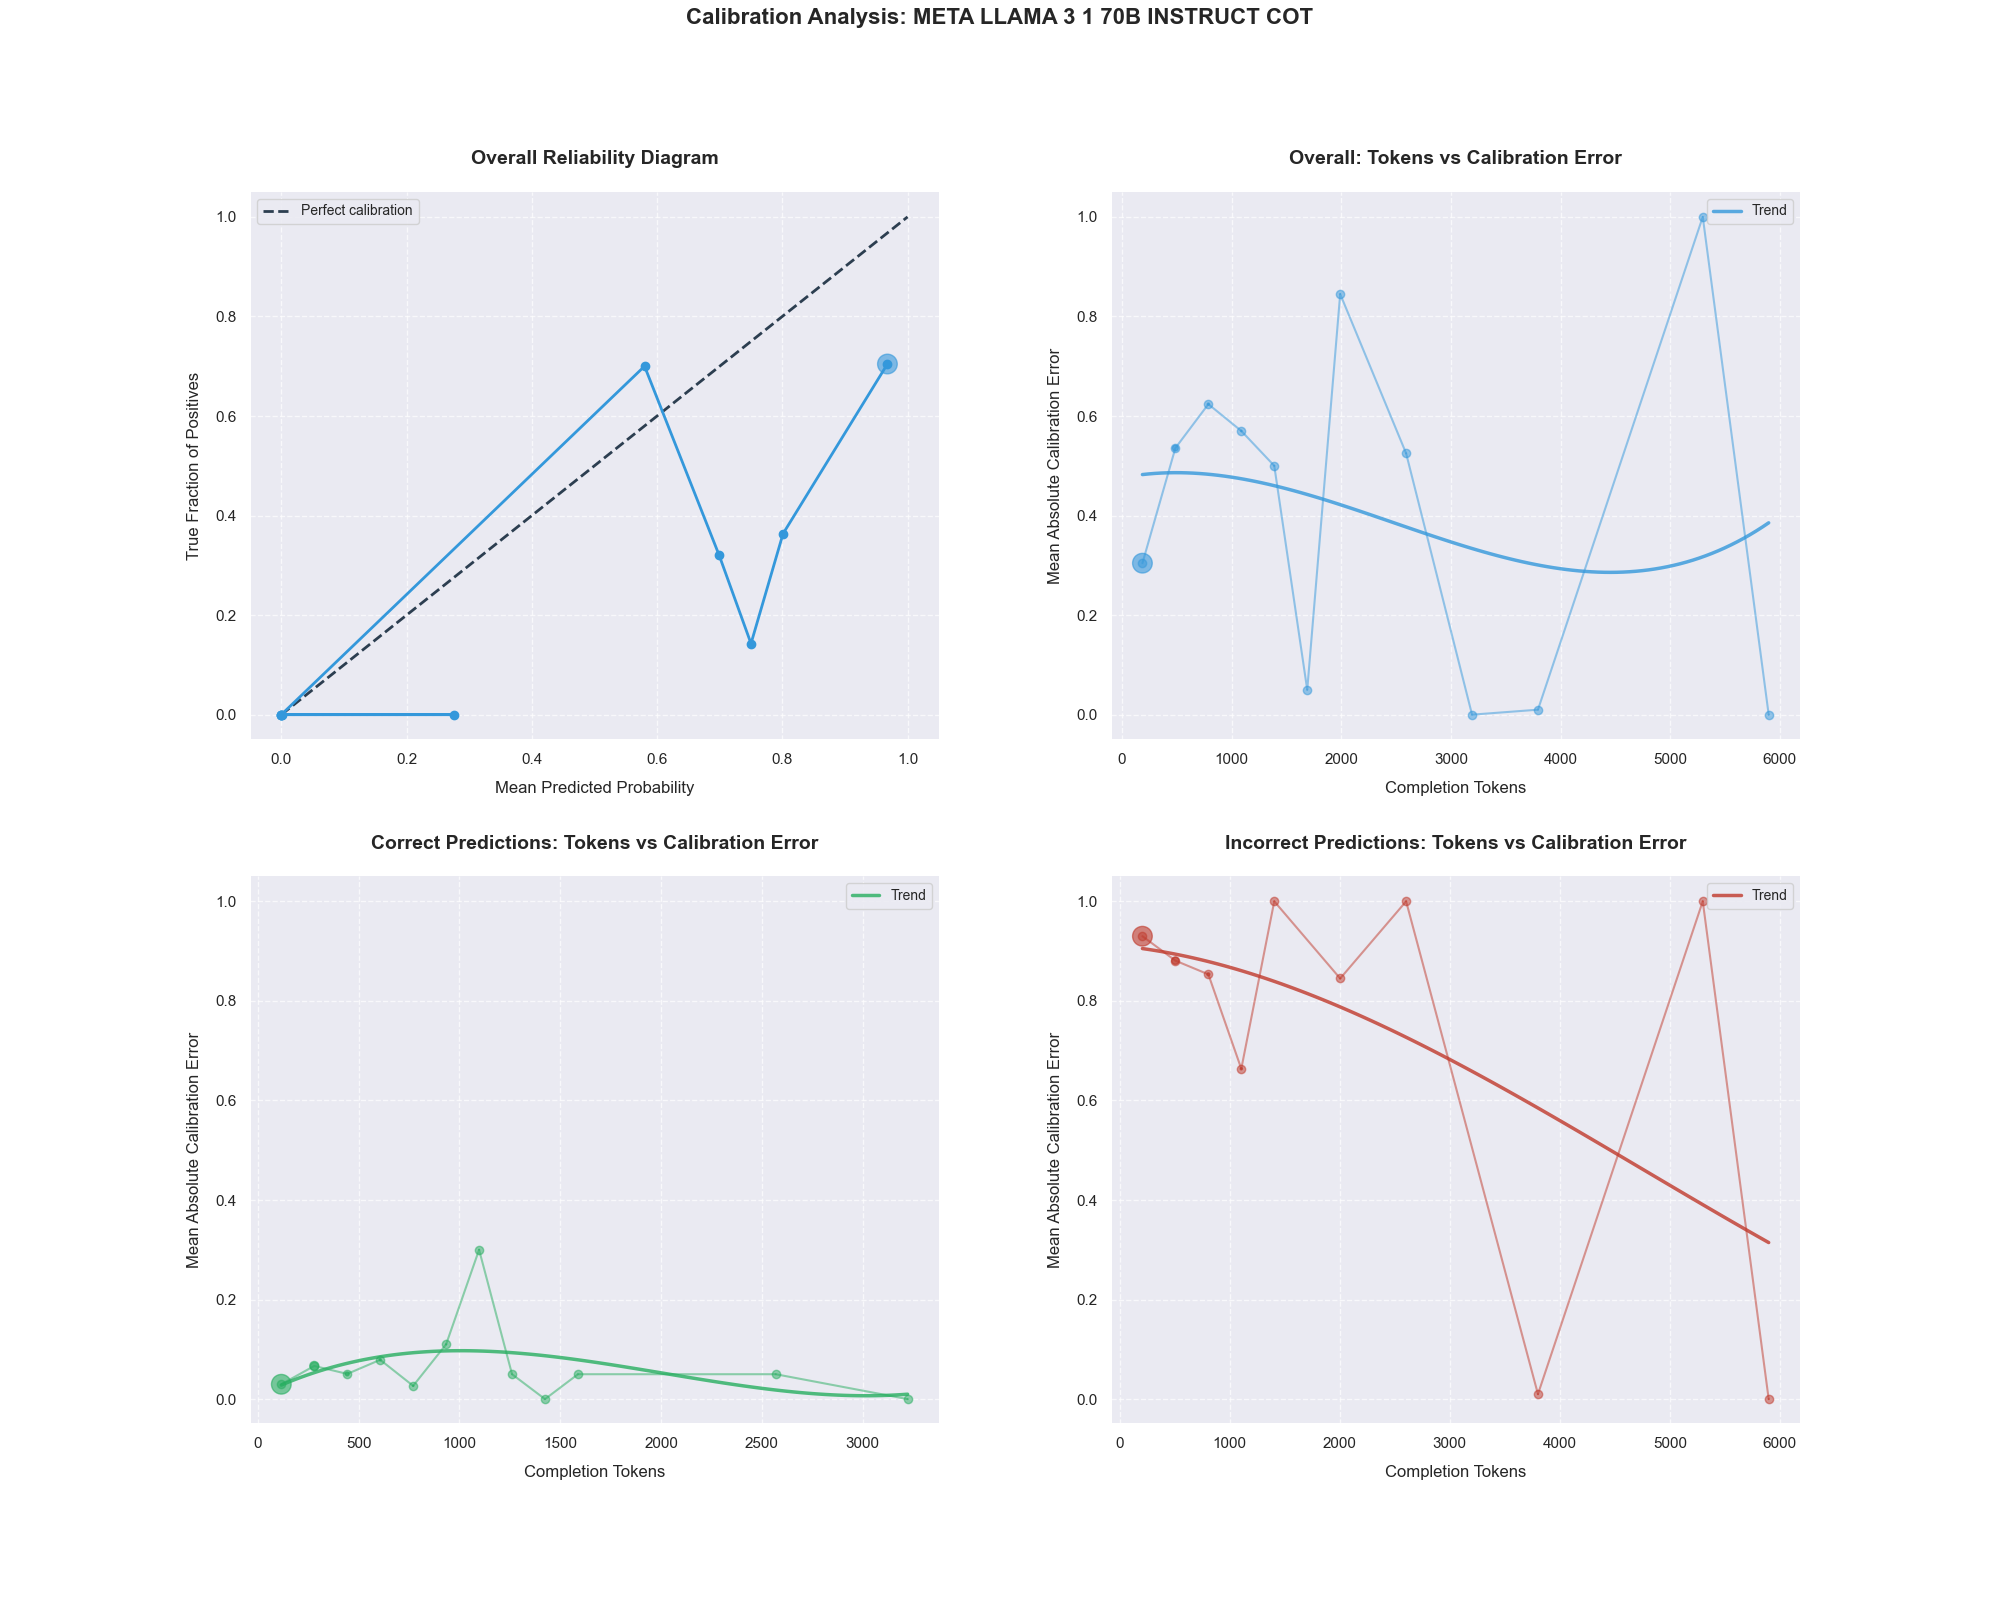 Calibration Analysis: META LLAMA 3 1 70B INSTRUCT COT
Overall Reliability Diagram
Perfect calibration
True Fraction of Positives
1.0
0.8
0.6
0.4
0.2
0.0
0.0 0.2 0.4 0.6 0.8 1.0
Mean Predicted Probability
Overall: Tokens vs Calibration Error
Trend
Mean Absolute Calibration Error
1.0
0.8
0.6
0.4
0.2
0.0
0 1000 2000 3000 4000 5000 6000
Completion Tokens
Correct Predictions: Tokens vs Calibration Error
Trend
Mean Absolute Calibration Error
1.0
0.8
0.6
0.4
0.2
0.0
0 500 1000 1500 2000 2500 3000
Completion Tokens
Incorrect Predictions: Tokens vs Calibration Error
Trend
Mean Absolute Calibration Error
1.0
0.8
0.6
0.4
0.2
0.0
0 1000 2000 3000 4000 5000 6000
Completion Tokens